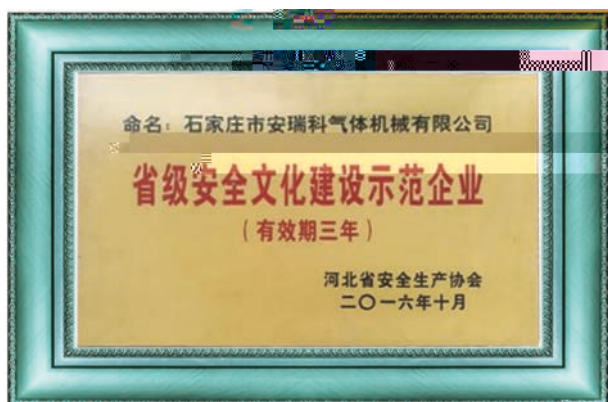 命名：石家庄市安瑞科气体机械有限公司
省级安全文化建设示范企业
（有效期三年）
河北省安全生产协会
二〇一六年十月